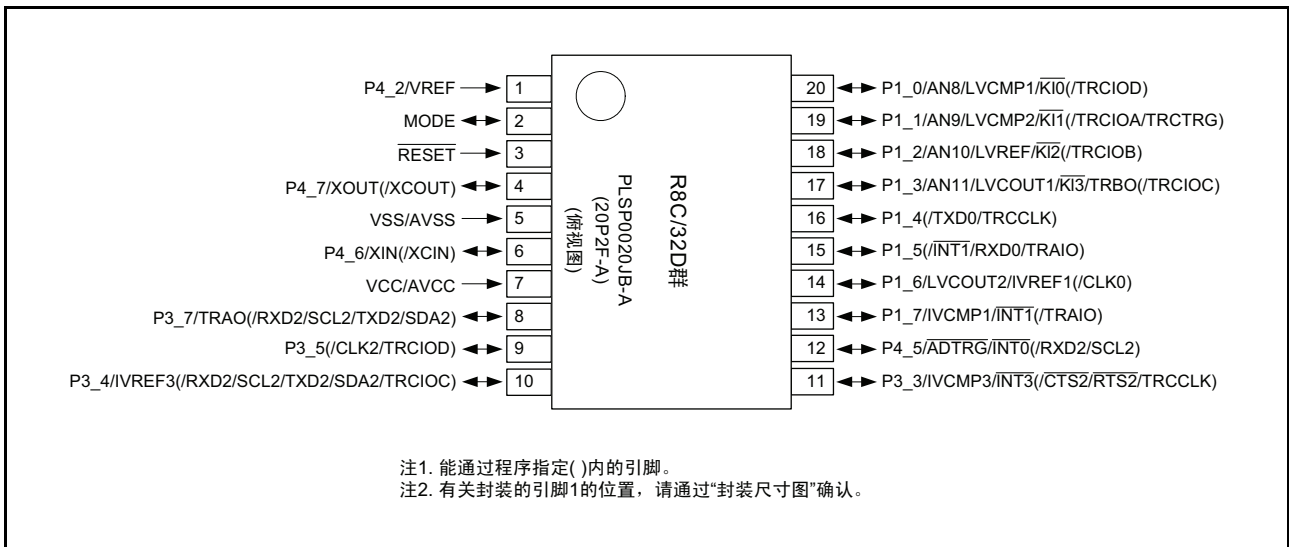 P4_2/VREF
MODE
RESET
P4_7/XOUT(/XCOUT)
VSS/AVSS
P4_6/XIN(/XCIN)
VCC/AVCC
P3_7/TRAO(/RXD2/SCL2/TXD2/SDA2)
P3_5(/CLK2/TRCIOD)
P3_4/IVREF3(/RXD2/SCL2/TXD2/SDA2/TRCIOC)
1
2
3
4
5
6
7
8
9
10
R8C/32D群
PLSP0020JB-A
(20P2F-A)
(俯视图)
20 P1_0/AN8/LVCMP1/KI0(/TRCIOD)
19 P1_1/AN9/LVCMP2/KI1(/TRCIOA/TRCTRG)
18 P1_2/AN10/LVREF/KI2(/TRCIOB)
17 P1_3/AN11/LVCOUT1/KI3/TRBO(/TRCIOC)
16 P1_4(/TXD0/TRCCLK)
15 P1_5(/INT1/RXD0/TRAIO)
14 P1_6/LVCOUT2/IVREF1(/CLK0)
13 P1_7/IVCMP1/INT1(/TRAIO)
12 P4_5/ADTRG/INT0(/RXD2/SCL2)
11 P3_3/IVCMP3/INT3(/CTS2/RTS2/TRCCLK)
注1. 能通过程序指定( )内的引脚。
注2. 有关封装的引脚1的位置，请通过“封装尺寸图”确认。